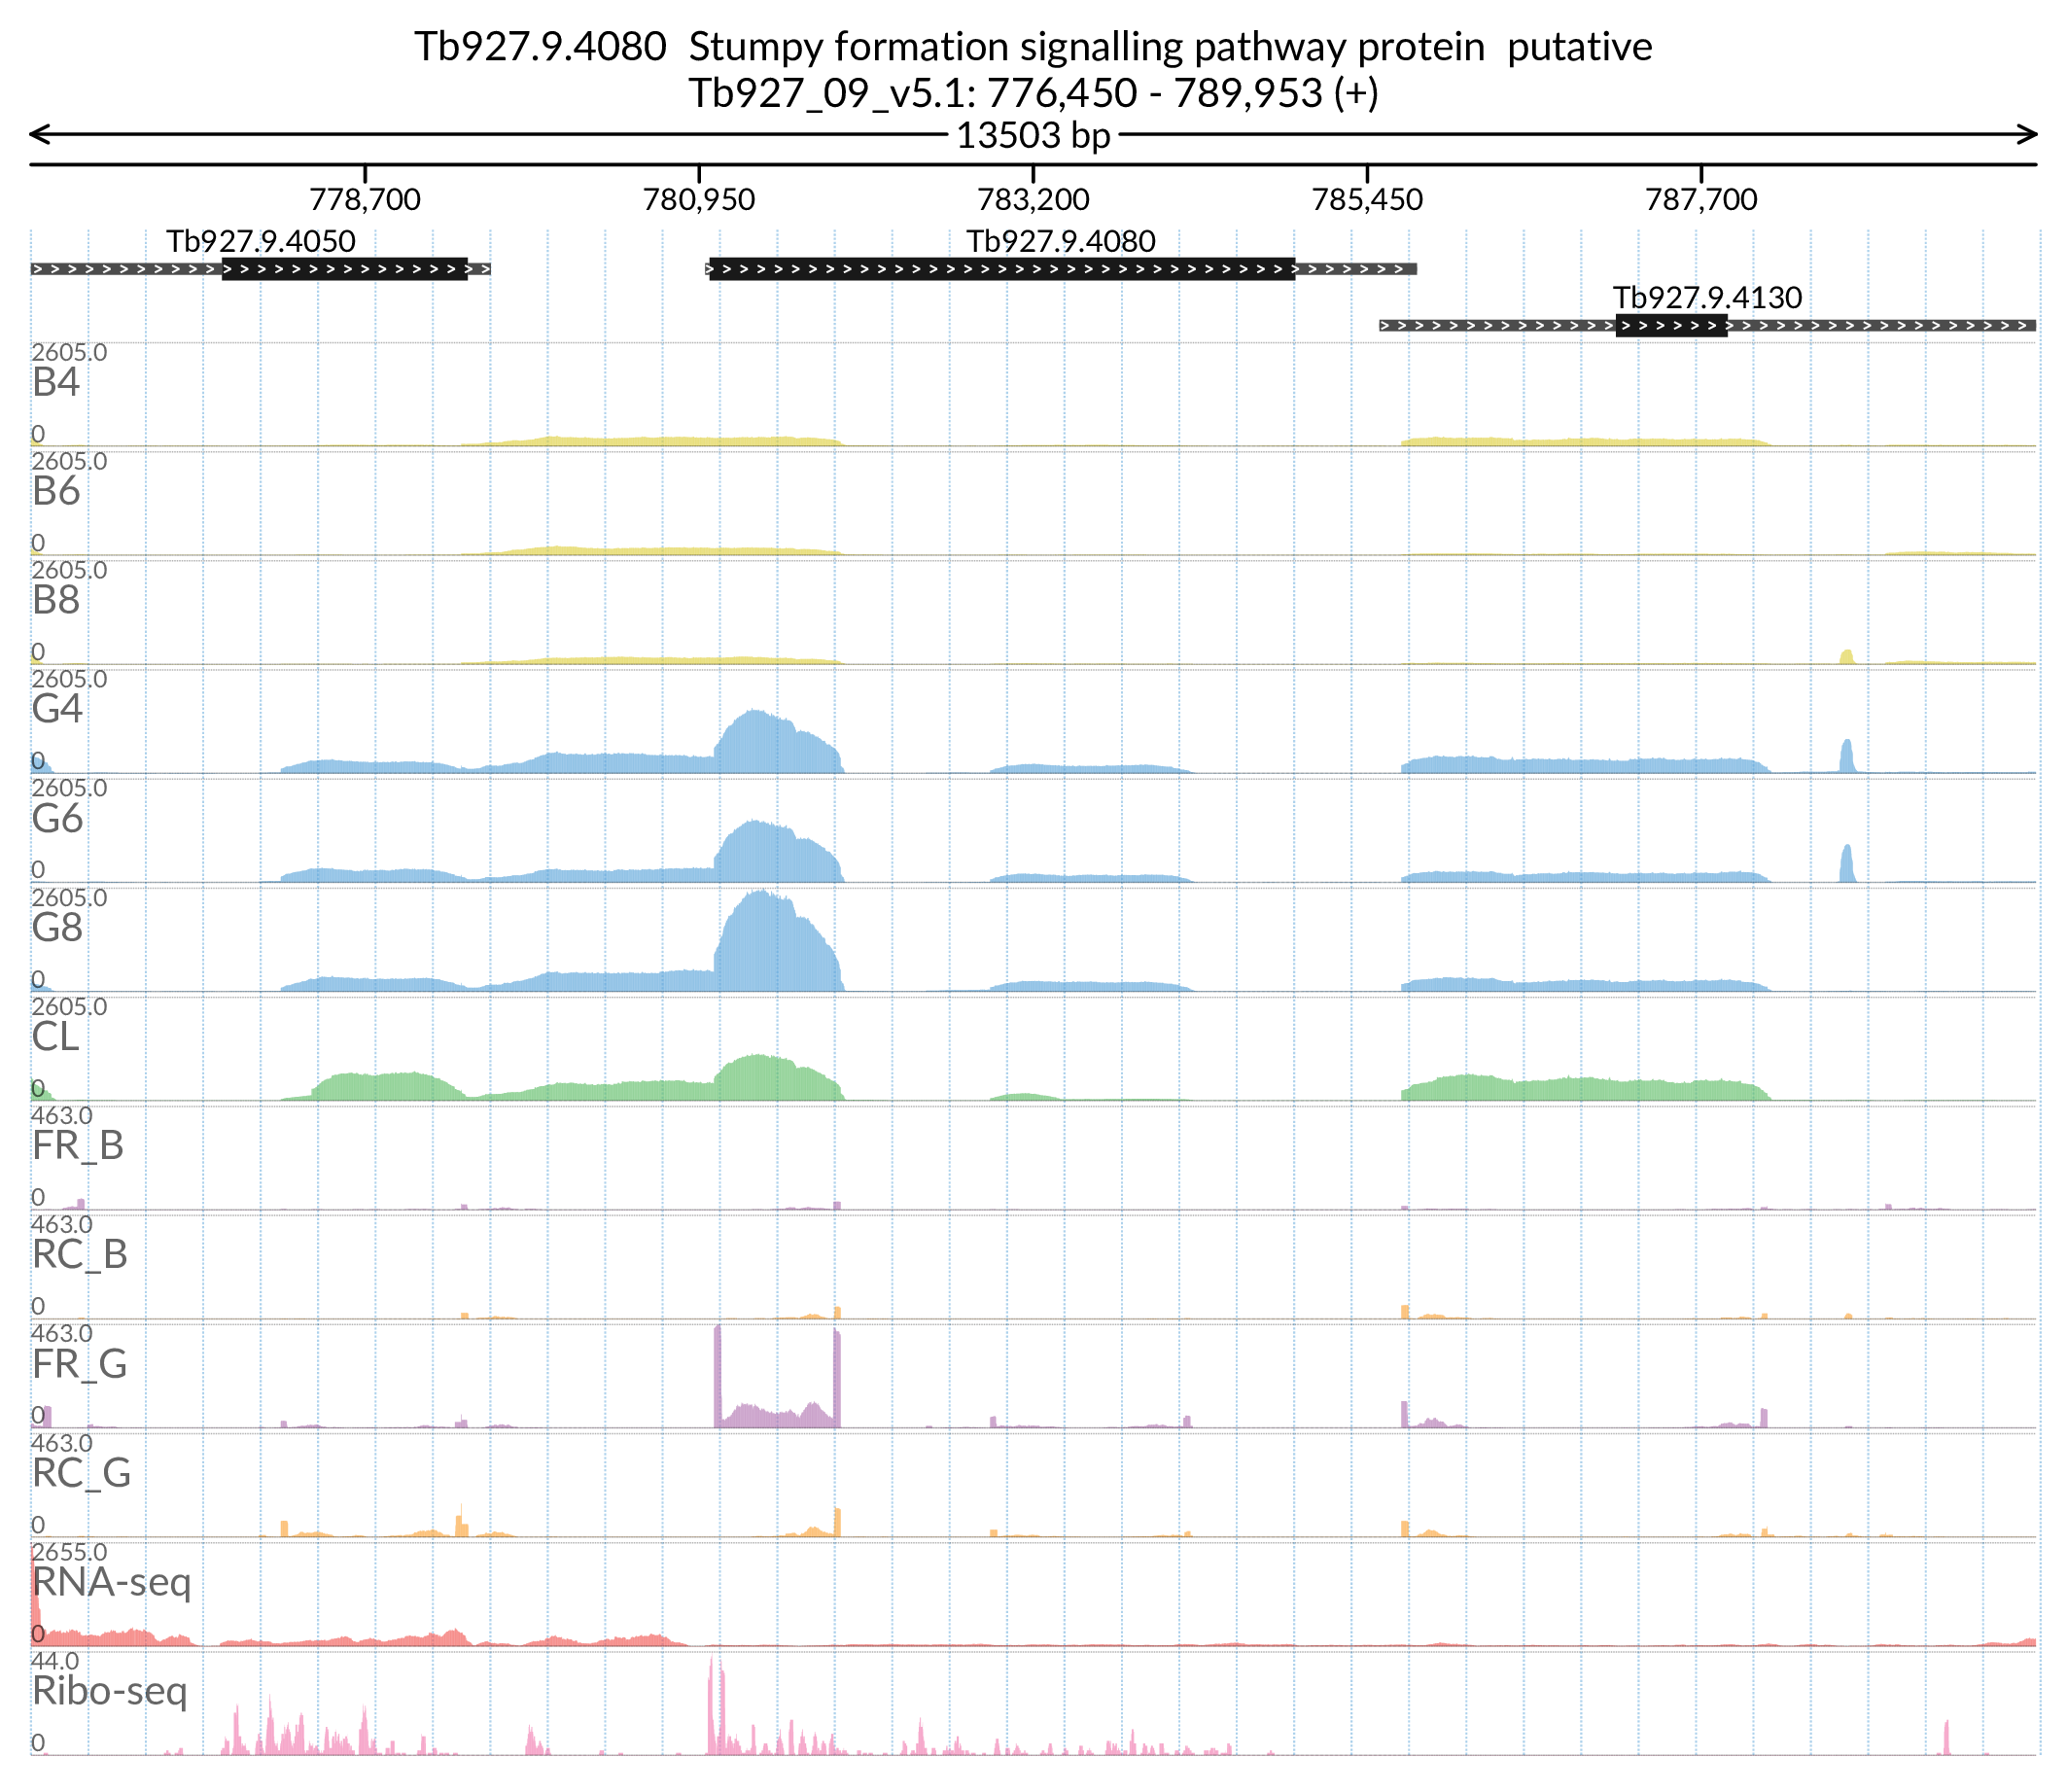 Tb927.9.4080  Stumpy formation signalling pathway protein  putative
Tb927_09_v5.1: 776,450 - 789,953 (+)
13503 bp
778,700 780,950 783,200 785,450 787,700
Tb927.9.4050 Tb927.9.4080
Tb927.9.4130
2605.0
B4
0
2605.0
B6
0
2605.0
B8
0
2605.0
G4
0
2605.0
G6
0
2605.0
G8
0
2605.0
CL
0
463.0
FR_B
0
463.0
RC_B
0
463.0
FR_G
0
463.0
RC_G
0
2655.0
RNA-seq
0
44.0
Ribo-seq
0